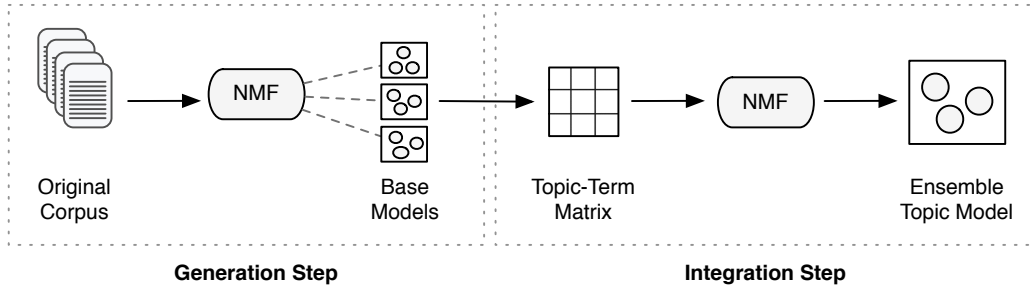 NMF
NMF
Original
Corpus
Base
Models
Topic-Term
Matrix
Ensemble
Topic Model
Generation Step
Integration Step